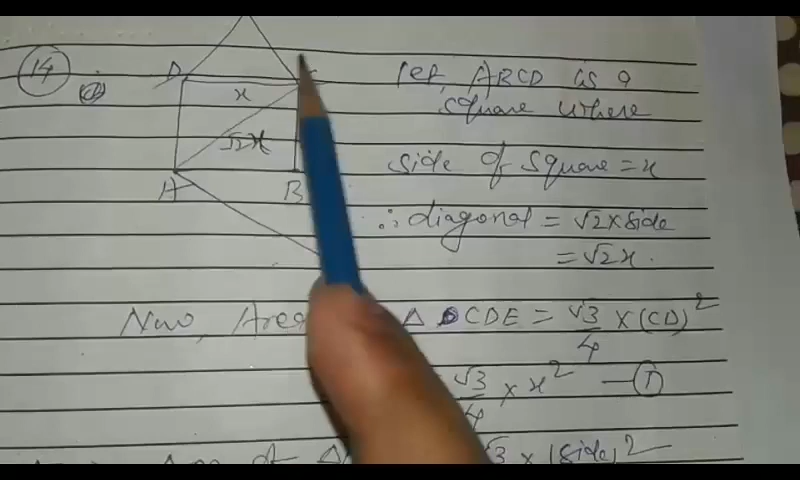 14
D
x
√2x
A B
Let, ABCD is a
square where
side of square = x
∴ diagonal = √2 x side
= √2x.
Now, Area Δ CDE = √3/4 x (CD)²
√3/4 x x² — (1)
of Δ √3 x (side)²